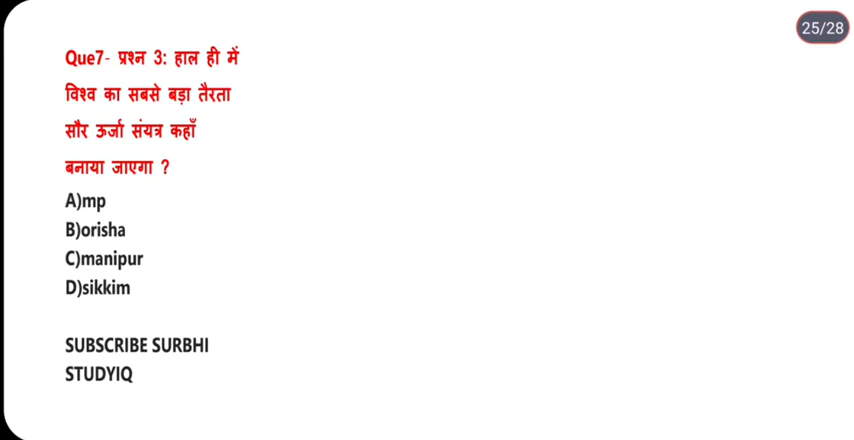 25/28
Que7- प्रश्न 3: हाल ही में
विश्व का सबसे बड़ा तैरता
सौर ऊर्जा संयत्र कहाँ
बनाया जाएगा ?
A)mp
B)orisha
C)manipur
D)sikkim
SUBSCRIBE SURBHI
STUDYIQ